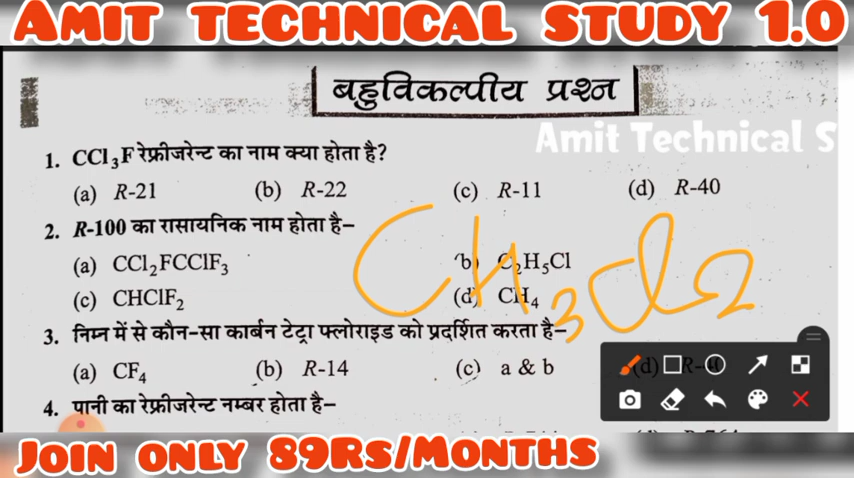 AMIT TECHNICAL STUDY 1.0
बहुविकल्पीय प्रश्न
Amit Technical S
1. CCl₃F रेफ्रीजरेन्ट का नाम क्या होता है?
(a) R-21 (b) R-22 (c) R-11 (d) R-40
2. R-100 का रासायनिक नाम होता है–
(a) CCl₂FCClF₃ (b) C₂H₅Cl
(c) CHClF₂ (d) CH₄
CH₃Cl₂
3. निम्न में से कौन-सा कार्बन टेट्रा फ्लोराइड को प्रदर्शित करता है–
(a) CF₄ (b) R-14 (c) a & b (d)
4. पानी का रेफ्रीजरेन्ट नम्बर होता है–
JOIN ONLY 89RS/MONTHS